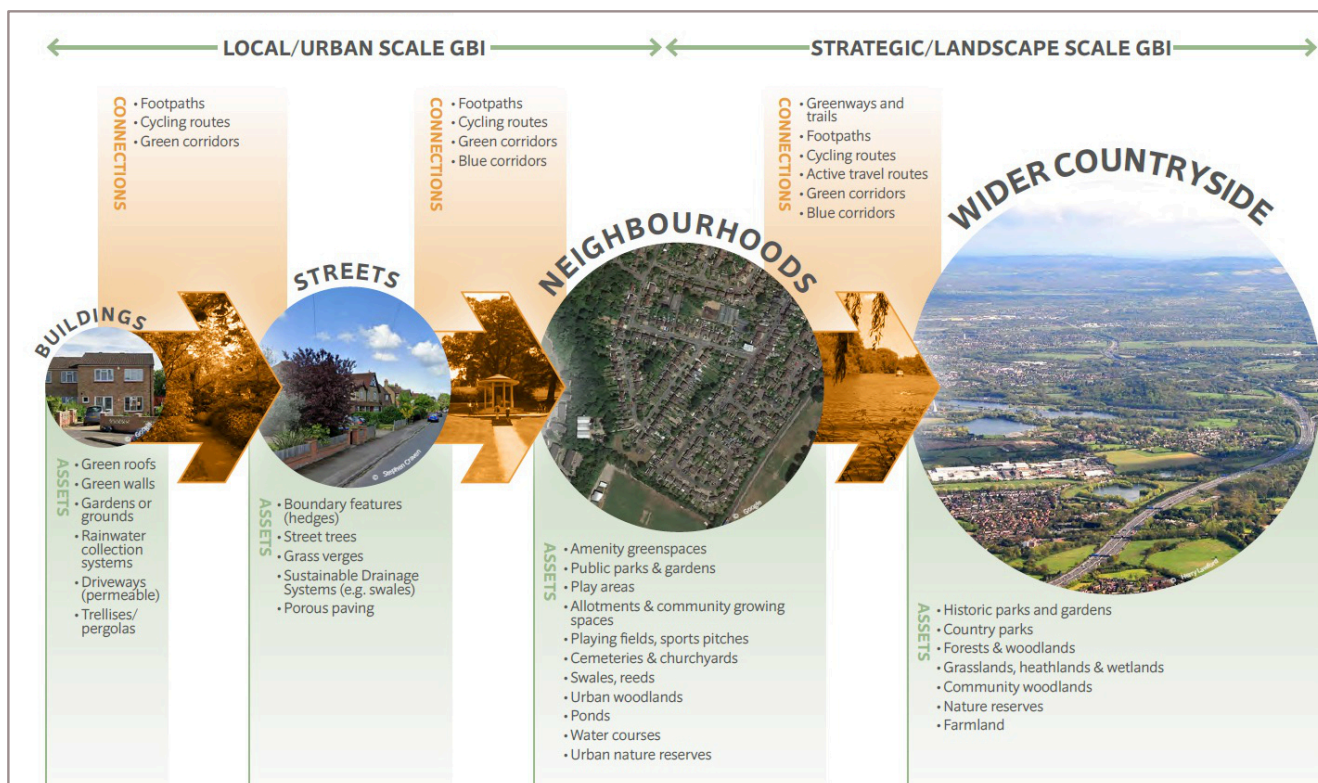 LOCAL/URBAN SCALE GBI
STRATEGIC/LANDSCAPE SCALE GBI
CONNECTIONS
• Footpaths
• Cycling routes
• Green corridors
CONNECTIONS
• Footpaths
• Cycling routes
• Green corridors
• Blue corridors
CONNECTIONS
• Greenways and
trails
• Footpaths
• Cycling routes
• Active travel routes
• Green corridors
• Blue corridors
BUILDINGS
STREETS
NEIGHBOURHOODS
WIDER COUNTRYSIDE
© Google
© Stephen Craven
© Google
ASSETS
• Green roofs
• Green walls
• Gardens or
grounds
• Rainwater
collection
systems
• Driveways
(permeable)
• Trellises/
pergolas
ASSETS
• Boundary features
(hedges)
• Street trees
• Grass verges
• Sustainable Drainage
Systems (e.g. swales)
• Porous paving
ASSETS
• Amenity greenspaces
• Public parks & gardens
• Play areas
• Allotments & community growing
spaces
• Playing fields, sports pitches
• Cemeteries & churchyards
• Swales, reeds
• Urban woodlands
• Ponds
• Water courses
• Urban nature reserves
ASSETS
• Historic parks and gardens
• Country parks
• Forests & woodlands
• Grasslands, heathlands & wetlands
• Community woodlands
• Nature reserves
• Farmland